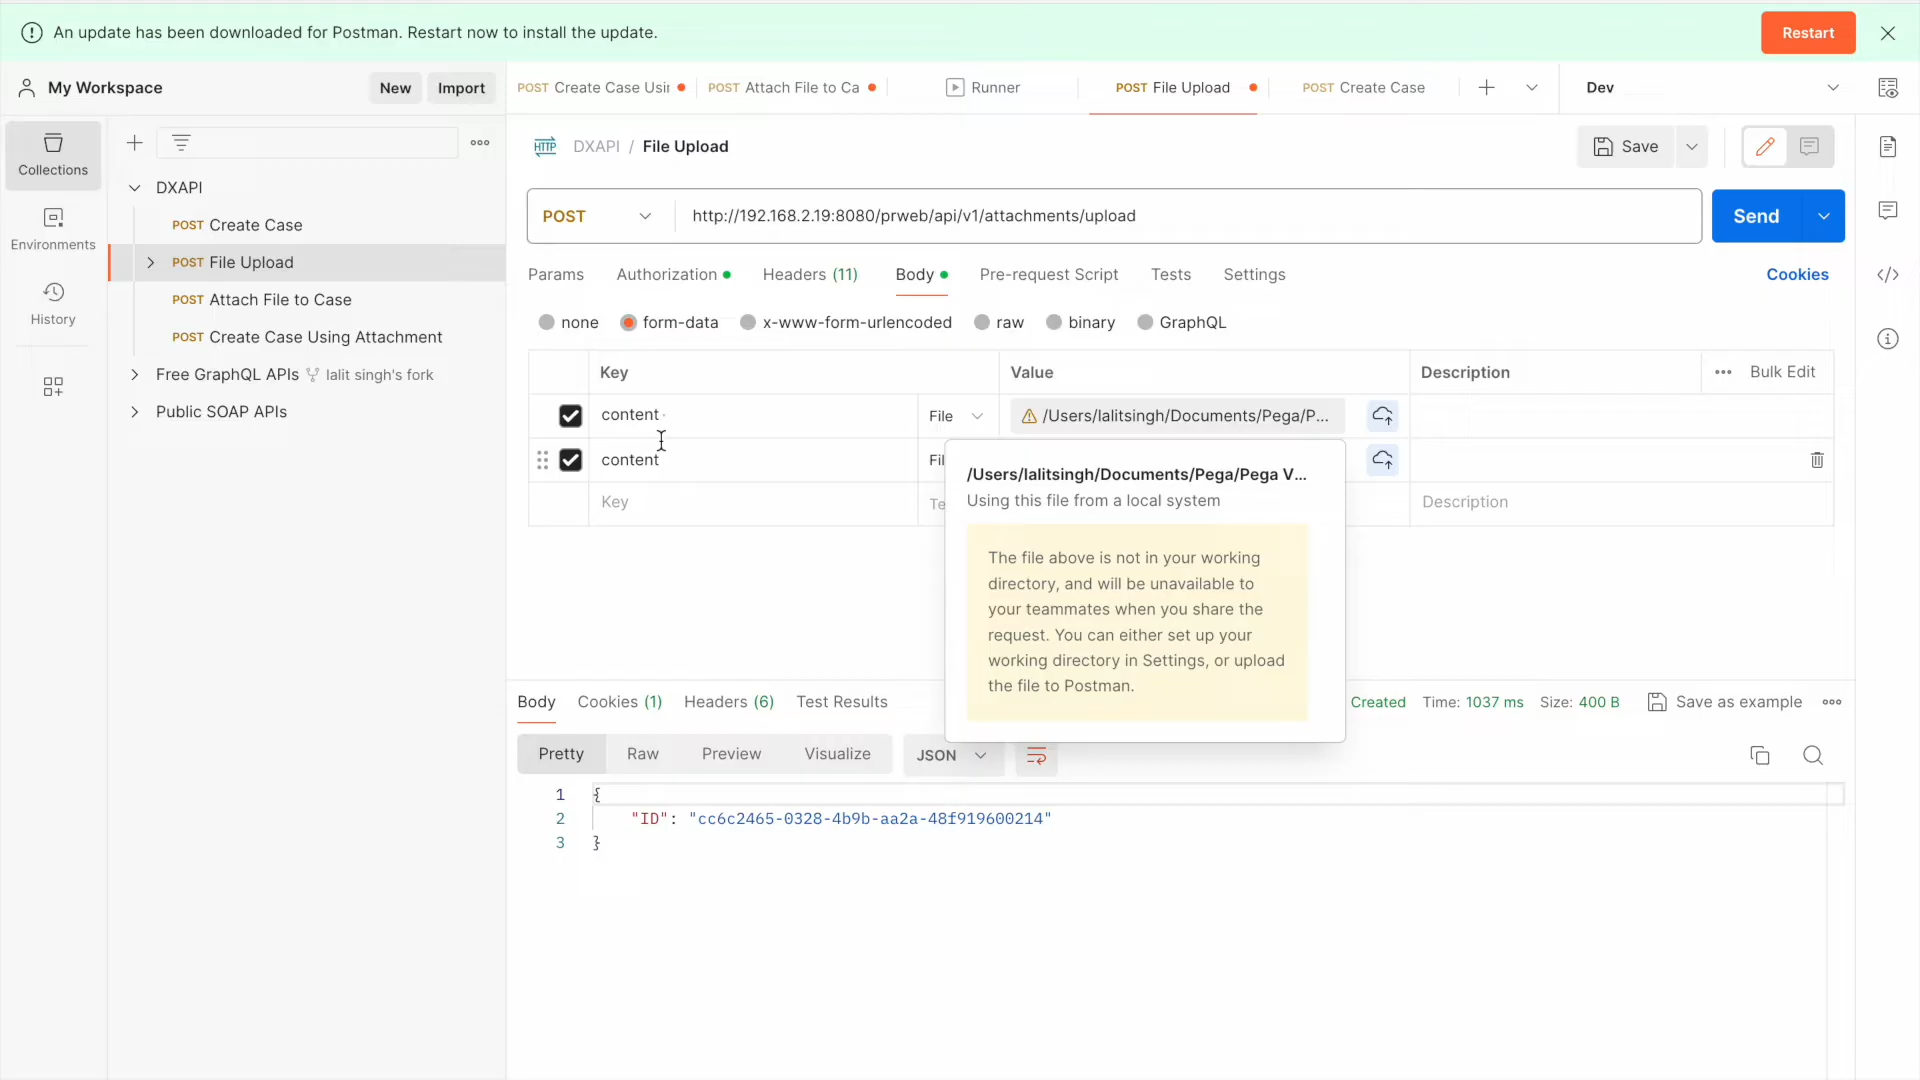 An update has been downloaded for Postman. Restart now to install the update.
Restart
My Workspace
New
Import
POST Create Case Usin
POST Attach File to Ca
Runner
POST File Upload
POST Create Case
Dev
Collections
Environments
History
DXAPI
POST Create Case
POST File Upload
POST Attach File to Case
POST Create Case Using Attachment
Free GraphQL APIs lalit singh's fork
Public SOAP APIs
HTTP DXAPI / File Upload
Save
POST
http://192.168.2.19:8080/prweb/api/v1/attachments/upload
Send
Params Authorization Headers (11) Body Pre-request Script Tests Settings
Cookies
none form-data x-www-form-urlencoded raw binary GraphQL
Key Value Description ••• Bulk Edit
content File /Users/lalitsingh/Documents/Pega/P...
content Fil
Key Te Description
/Users/lalitsingh/Documents/Pega/Pega V...
Using this file from a local system
The file above is not in your working
directory, and will be unavailable to
your teammates when you share the
request. You can either set up your
working directory in Settings, or upload
the file to Postman.
Body Cookies (1) Headers (6) Test Results
Created Time: 1037 ms Size: 400 B Save as example
Pretty Raw Preview Visualize JSON
1 {
2 "ID": "cc6c2465-0328-4b9b-aa2a-48f919600214"
3 }